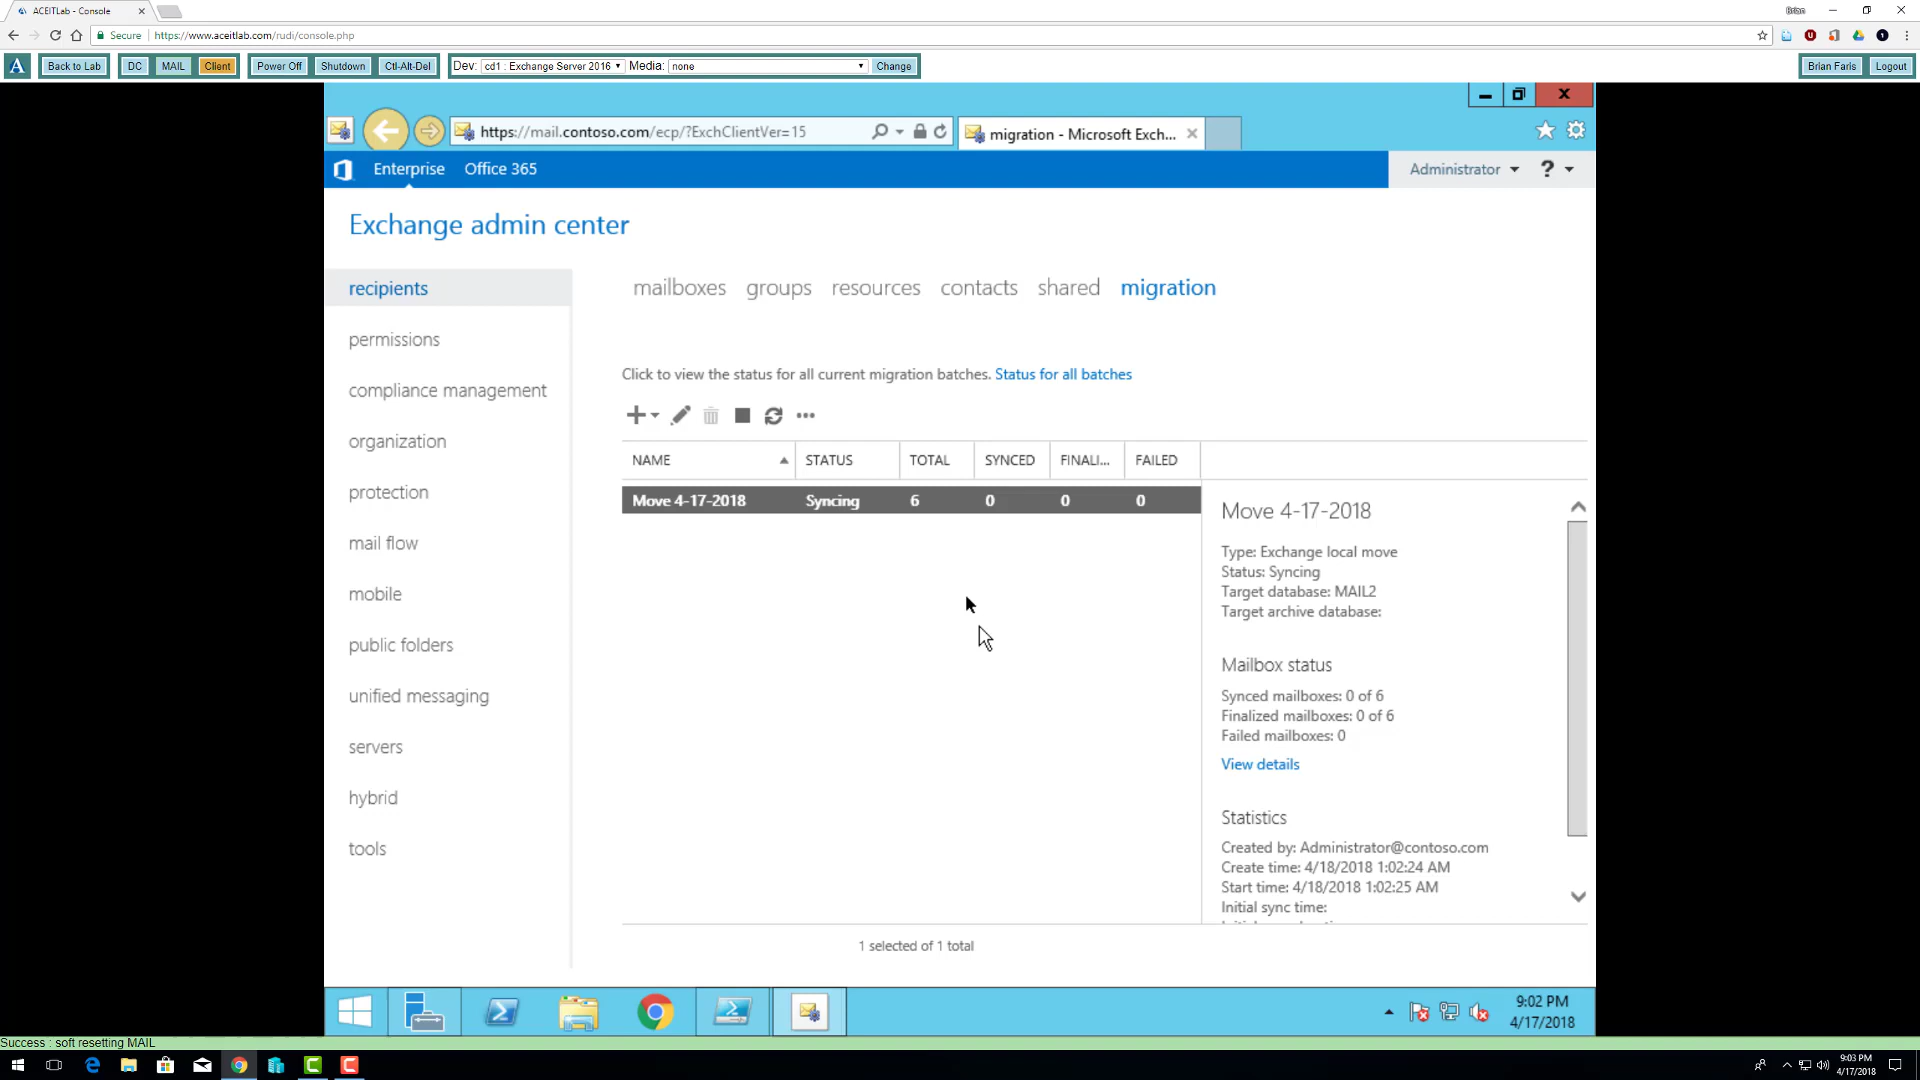 ACEITLab - Console
Brian
Secure
https://www.aceitlab.com/rudi/console.php
Back to Lab
DC
MAIL
Client
Power Off
Shutdown
Ctl-Alt-Del
Dev: cd1 : Exchange Server 2016
Media: none
Change
Brian Faris
Logout
https://mail.contoso.com/ecp/?ExchClientVer=15
migration - Microsoft Exch...
Enterprise
Office 365
Administrator
?
Exchange admin center
recipients
permissions
compliance management
organization
protection
mail flow
mobile
public folders
unified messaging
servers
hybrid
tools
mailboxes
groups
resources
contacts
shared
migration
Click to view the status for all current migration batches. Status for all batches
NAME STATUS TOTAL SYNCED FINALI... FAILED
Move 4-17-2018 Syncing 6 0 0 0
Move 4-17-2018
Type: Exchange local move
Status: Syncing
Target database: MAIL2
Target archive database:
Mailbox status
Synced mailboxes: 0 of 6
Finalized mailboxes: 0 of 6
Failed mailboxes: 0
View details
Statistics
Created by: Administrator@contoso.com
Create time: 4/18/2018 1:02:24 AM
Start time: 4/18/2018 1:02:25 AM
Initial sync time:
1 selected of 1 total
9:02 PM
4/17/2018
Success : soft resetting MAIL
9:03 PM
4/17/2018